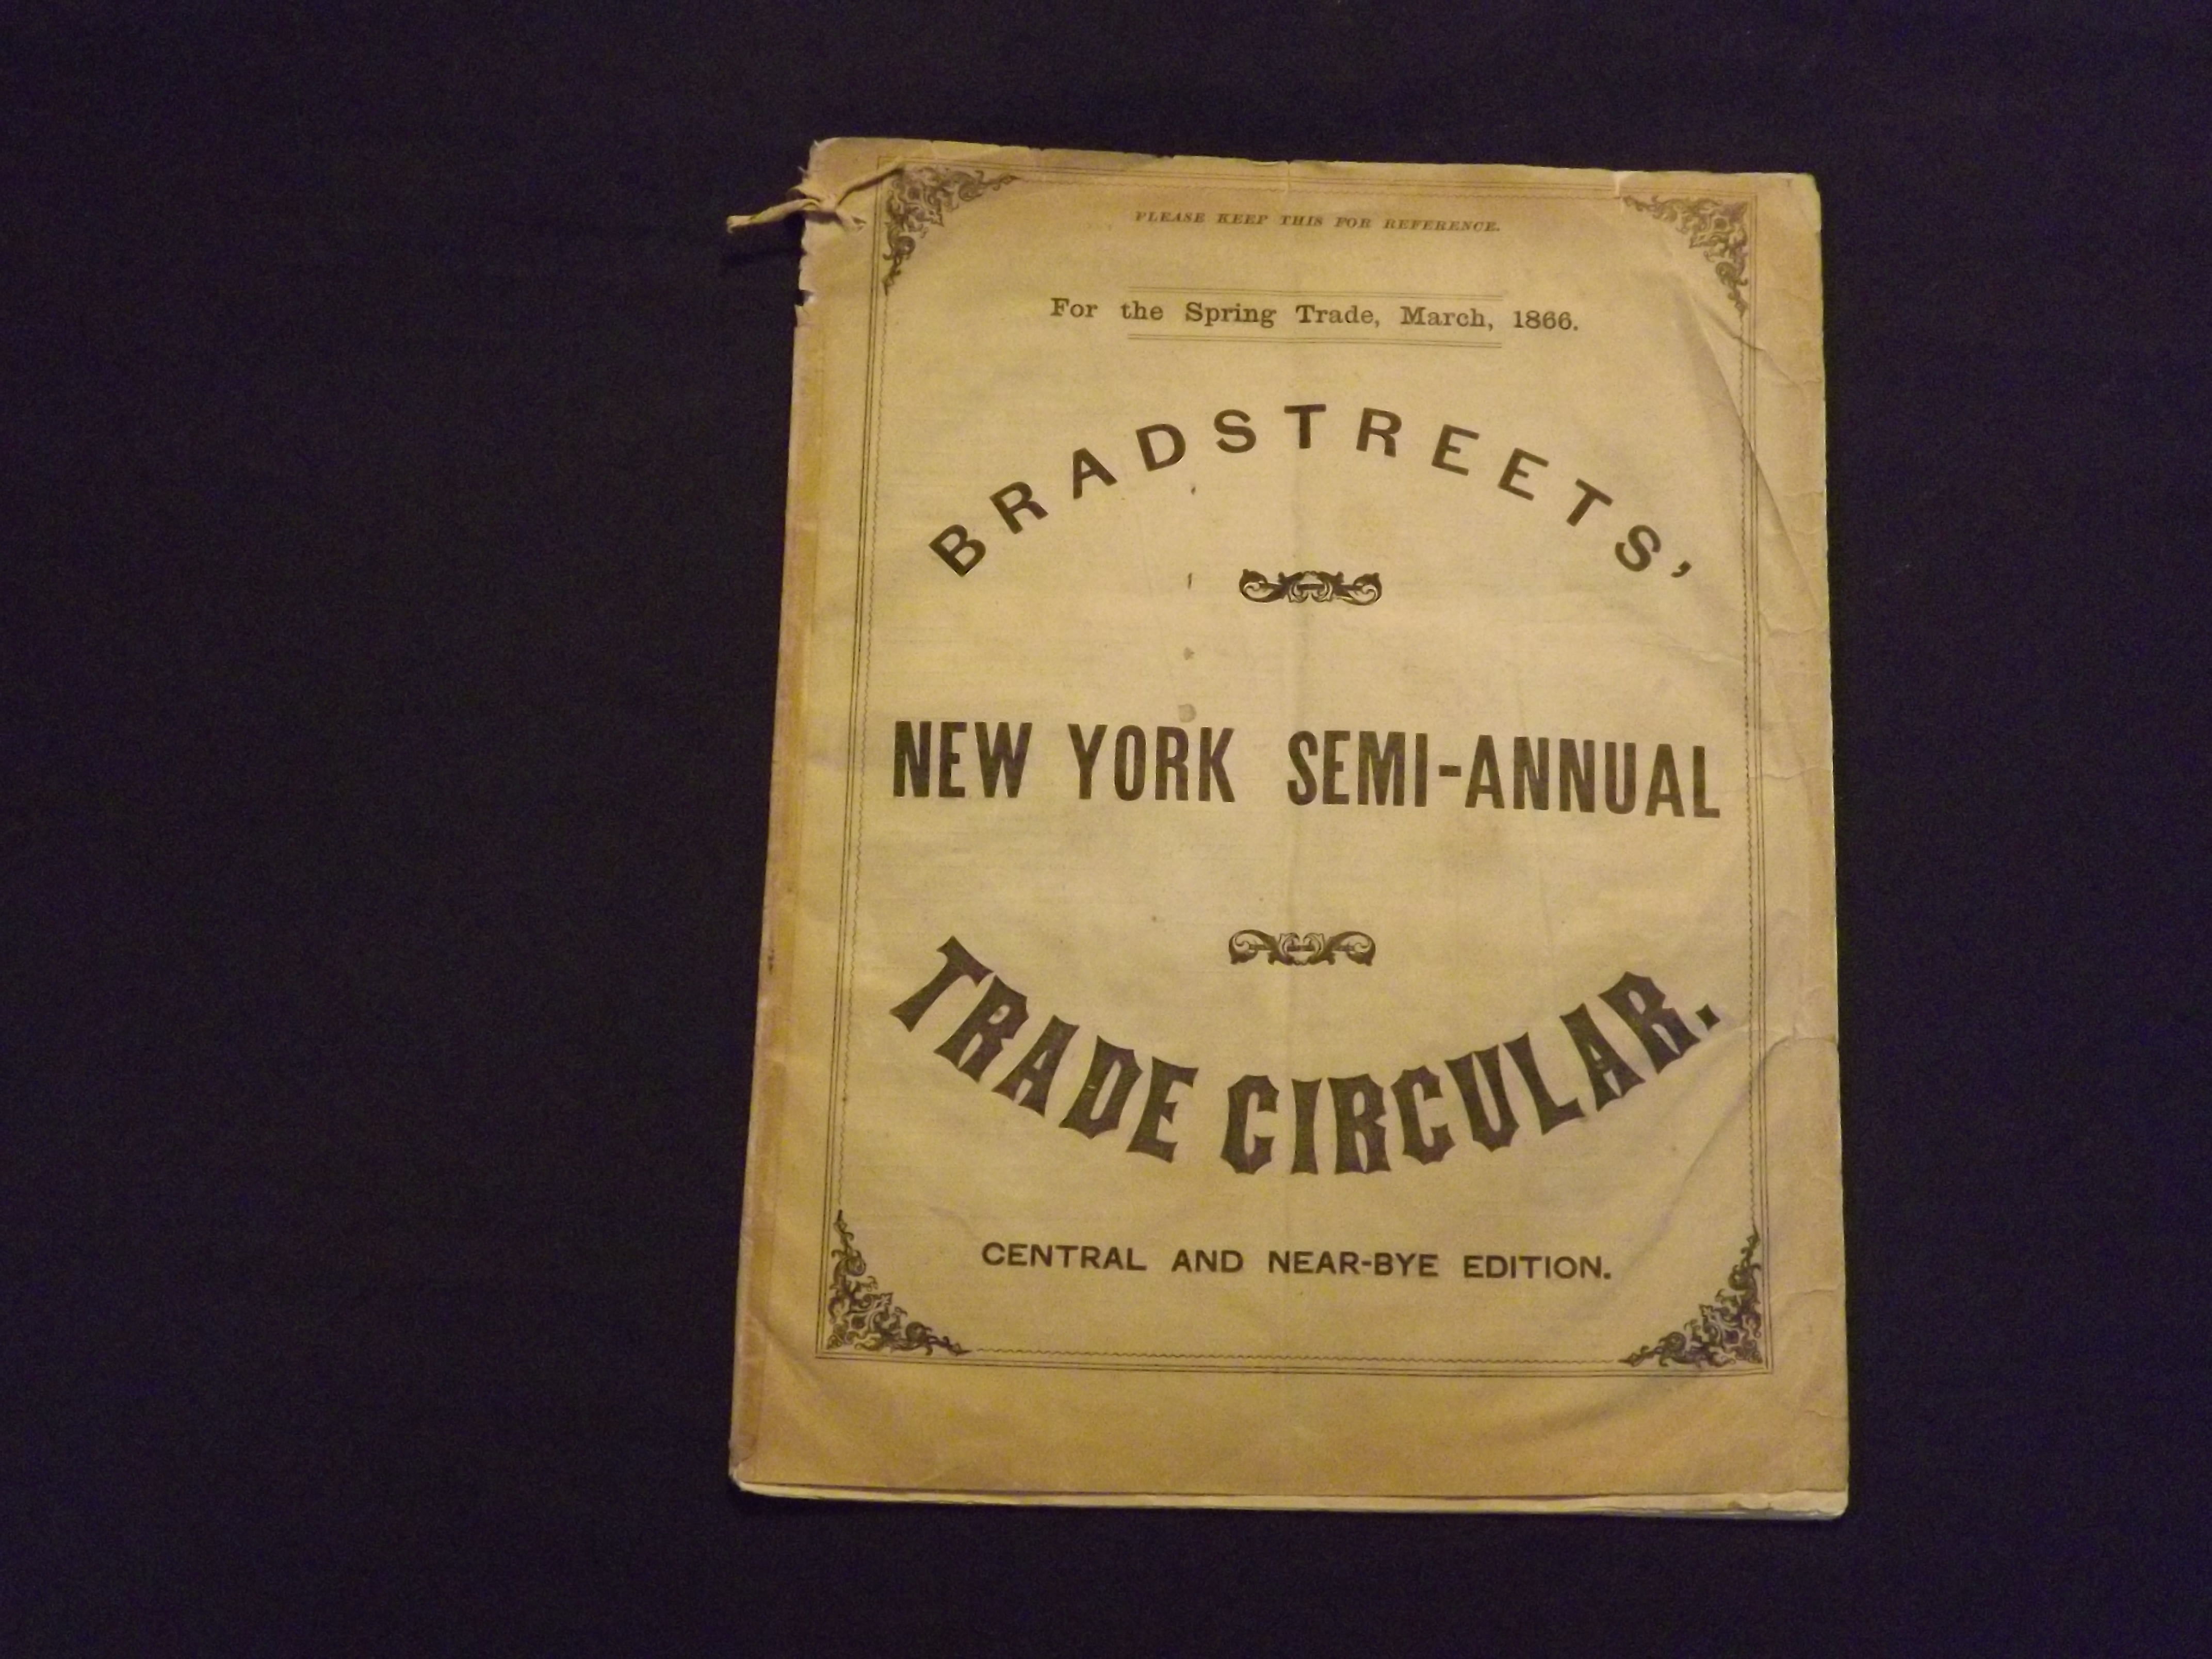 PLEASE KEEP THIS FOR REFERENCE.
For the Spring Trade, March, 1866.
BRADSTREETS'
NEW YORK SEMI-ANNUAL
TRADE CIRCULAR.
CENTRAL AND NEAR-BYE EDITION.